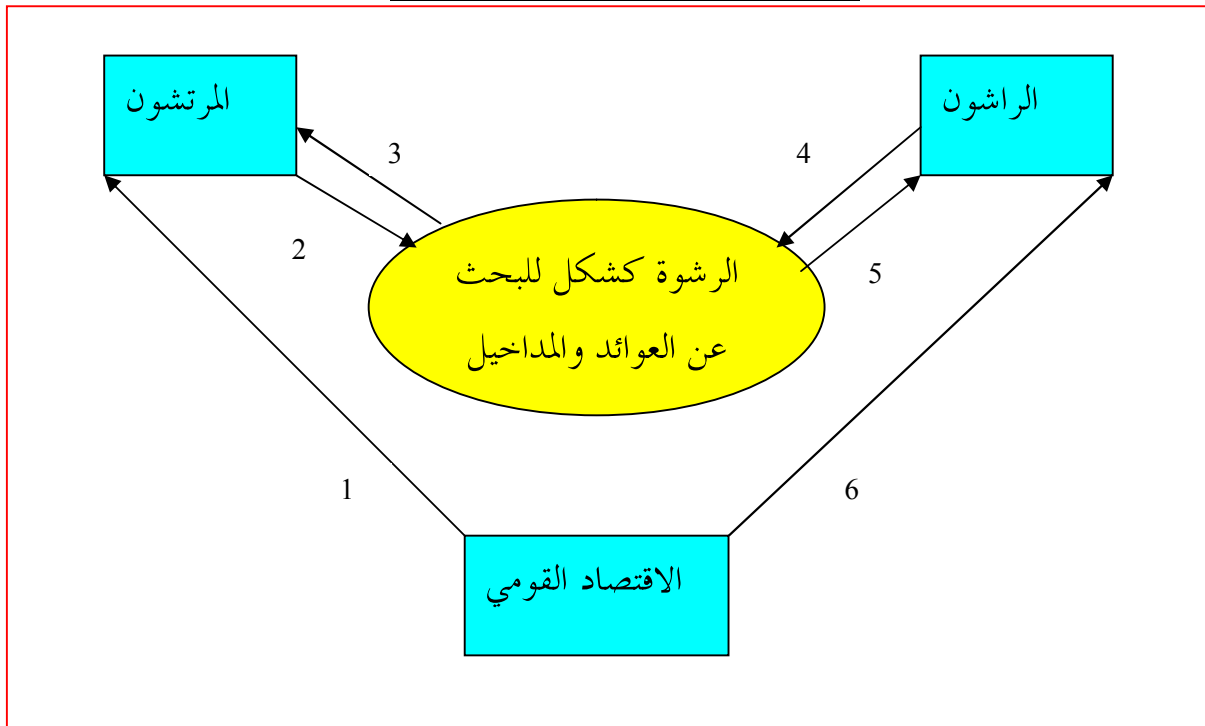 الراشون
المرتشون
4
3
5
2
الرشوة كشكل للبحث
عن العوائد والمداخيل
6
1
الاقتصاد القومي